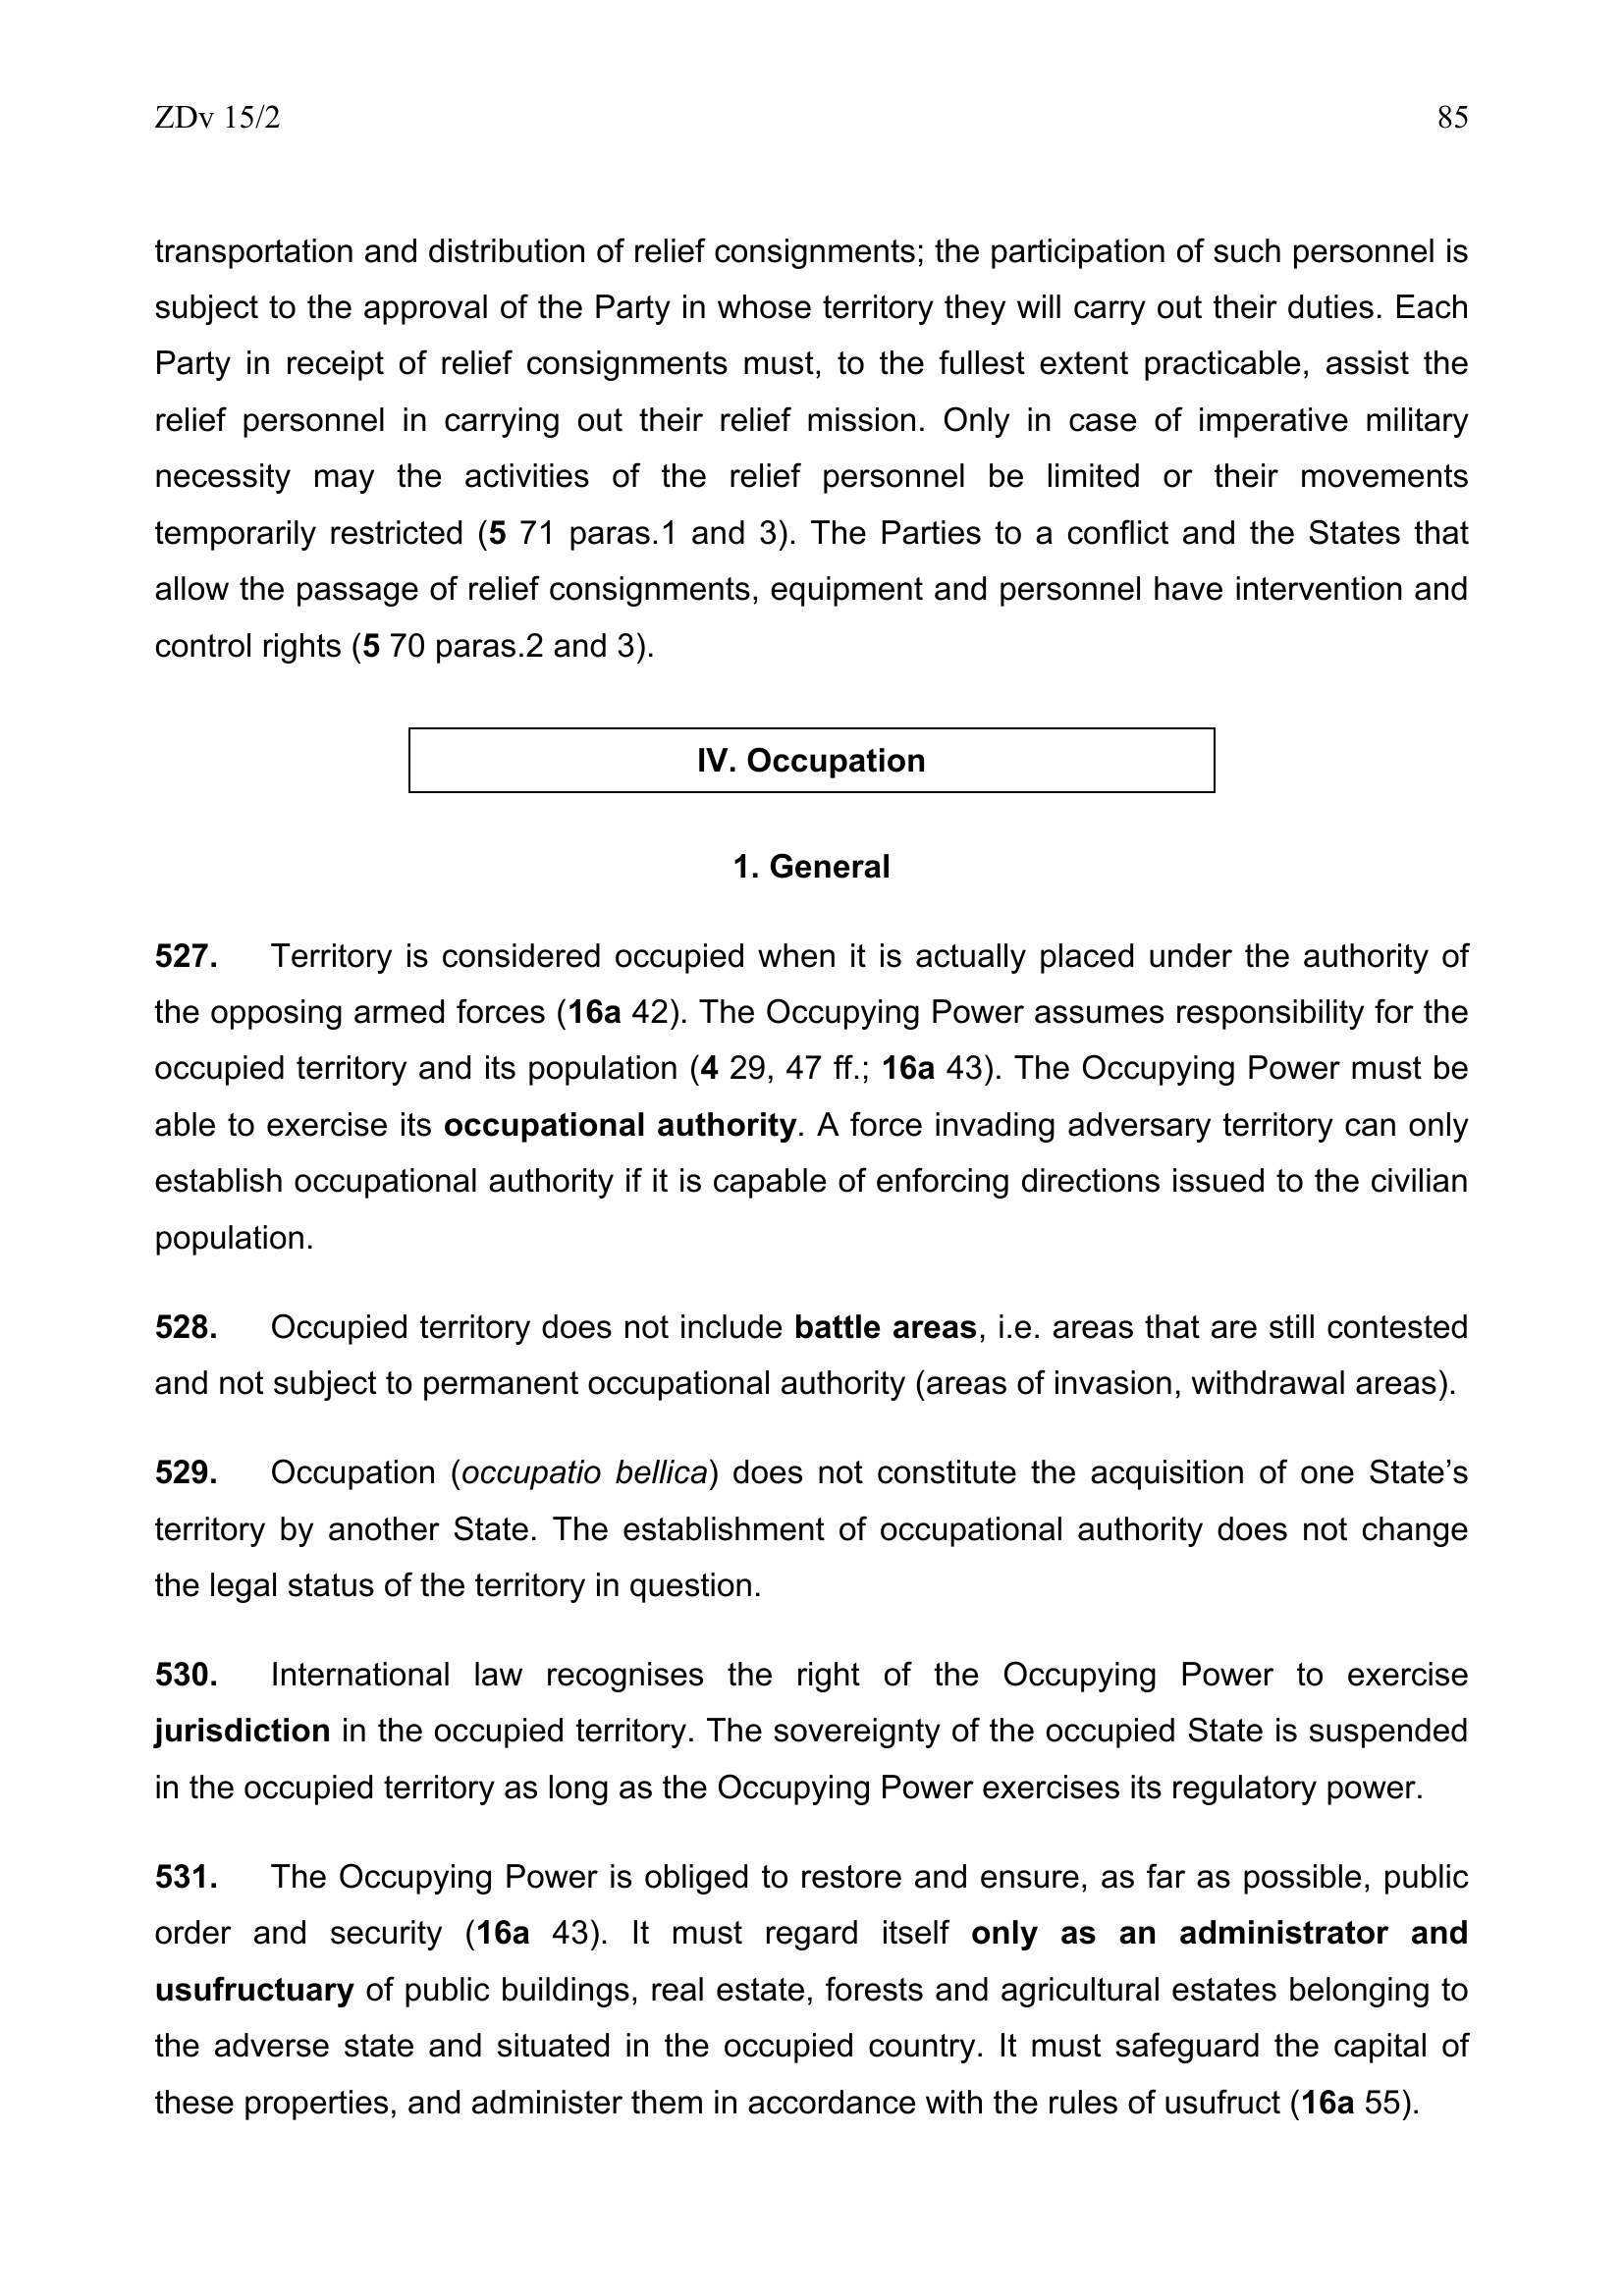 ZDv 15/2 85
transportation and distribution of relief consignments; the participation of such personnel is
subject to the approval of the Party in whose territory they will carry out their duties. Each
Party in receipt of relief consignments must, to the fullest extent practicable, assist the
relief personnel in carrying out their relief mission. Only in case of imperative military
necessity may the activities of the relief personnel be limited or their movements
temporarily restricted (5 71 paras.1 and 3). The Parties to a conflict and the States that
allow the passage of relief consignments, equipment and personnel have intervention and
control rights (5 70 paras.2 and 3).
IV. Occupation
1. General
527. Territory is considered occupied when it is actually placed under the authority of
the opposing armed forces (16a 42). The Occupying Power assumes responsibility for the
occupied territory and its population (4 29, 47 ff.; 16a 43). The Occupying Power must be
able to exercise its occupational authority. A force invading adversary territory can only
establish occupational authority if it is capable of enforcing directions issued to the civilian
population.
528. Occupied territory does not include battle areas, i.e. areas that are still contested
and not subject to permanent occupational authority (areas of invasion, withdrawal areas).
529. Occupation (occupatio bellica) does not constitute the acquisition of one State’s
territory by another State. The establishment of occupational authority does not change
the legal status of the territory in question.
530. International law recognises the right of the Occupying Power to exercise
jurisdiction in the occupied territory. The sovereignty of the occupied State is suspended
in the occupied territory as long as the Occupying Power exercises its regulatory power.
531. The Occupying Power is obliged to restore and ensure, as far as possible, public
order and security (16a 43). It must regard itself only as an administrator and
usufructuary of public buildings, real estate, forests and agricultural estates belonging to
the adverse state and situated in the occupied country. It must safeguard the capital of
these properties, and administer them in accordance with the rules of usufruct (16a 55).